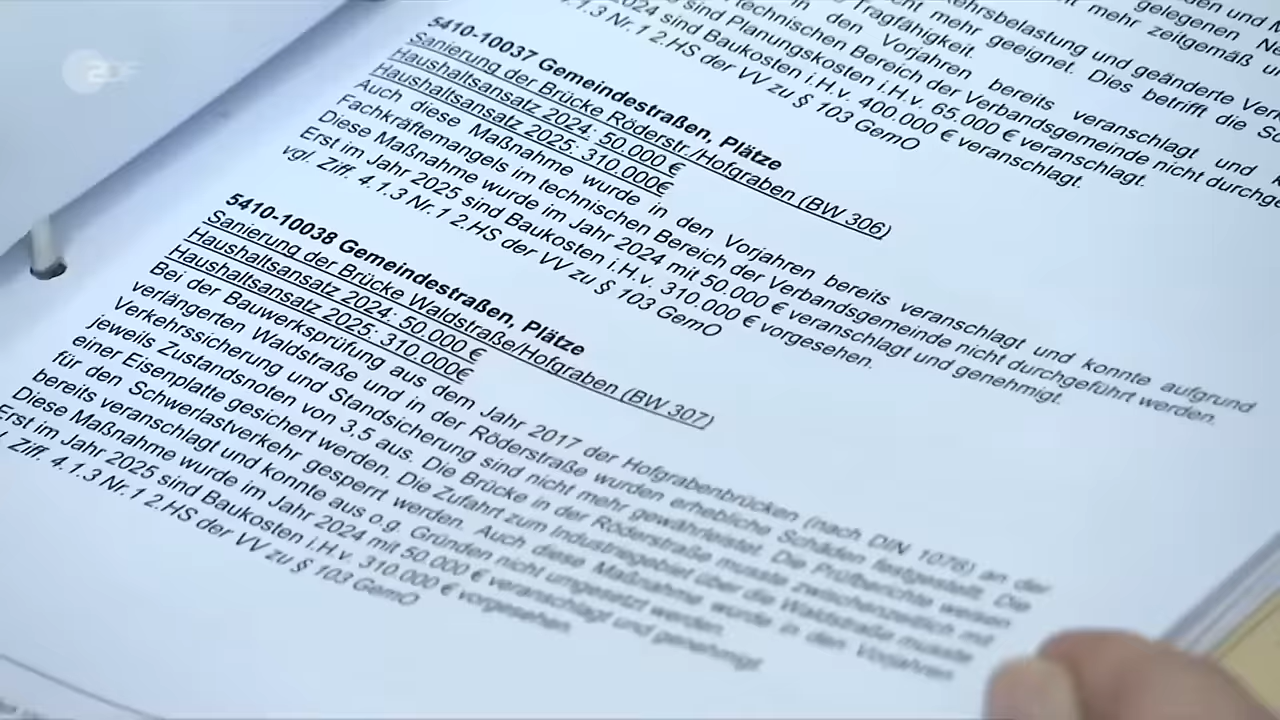 ZDF
den und M
kehrsbelastung und geänderte Verk
gelegenen Ne
cht mehr geeignet. Dies betrifft die
mehr zeitgemäß u
Tragfähigkeit.
in den Vorjahren bereits veranschlagt und k
technischen Bereich der Verbandsgemeinde nicht durchge
sind Planungskosten i.H.v. 65.000 € veranschlagt.
2024 sind Baukosten i.H.v. 400.000 € veranschlagt.
.1.3 Nr.1 2.HS der VV zu § 103 GemO
5410-10037 Gemeindestraßen, Plätze
Sanierung der Brücke Röderstr./Hofgraben (BW 306)
Haushaltsansatz 2024: 50.000 €
Haushaltsansatz 2025: 310.000€
Auch diese Maßnahme wurde in den Vorjahren bereits veranschlagt und konnte aufgrund
Fachkräftemangels im technischen Bereich der Verbandsgemeinde nicht durchgeführt werden.
Diese Maßnahme wurde im Jahr 2024 mit 50.000 € veranschlagt und genehmigt.
Erst im Jahr 2025 sind Baukosten i.H.v. 310.000 € vorgesehen.
vgl. Ziff. 4.1.3 Nr.1 2.HS der VV zu § 103 GemO
5410-10038 Gemeindestraßen, Plätze
Sanierung der Brücke Waldstraße/Hofgraben (BW 307)
Haushaltsansatz 2024: 50.000 €
Haushaltsansatz 2025: 310.000€
Bei der Bauwerksprüfung aus dem Jahr 2017 der Hofgrabenbrücken (nach DIN 1076) an der
verlängerten Waldstraße und in der Röderstraße wurden erhebliche Schäden festgestellt. Die
Verkehrssicherung und Standsicherung sind nicht mehr gewährleistet. Die Prüfberichte weisen
jeweils Zustandsnoten von 3,5 aus. Die Brücke in der Röderstraße musste zwischenzeitlich mit
einer Eisenplatte gesichert werden. Die Zufahrt zum Industriegebiet über die Waldstraße musste
für den Schwerlastverkehr gesperrt werden. Auch diese Maßnahme wurde in den Vorjahren
bereits veranschlagt und konnte aus o.g. Gründen nicht umgesetzt werden.
Diese Maßnahme wurde im Jahr 2024 mit 50.000 € veranschlagt und genehmigt
Erst im Jahr 2025 sind Baukosten i.H.v. 310.000 € vorgesehen.
Ziff. 4.1.3 Nr.1 2.HS der VV zu § 103 GemO